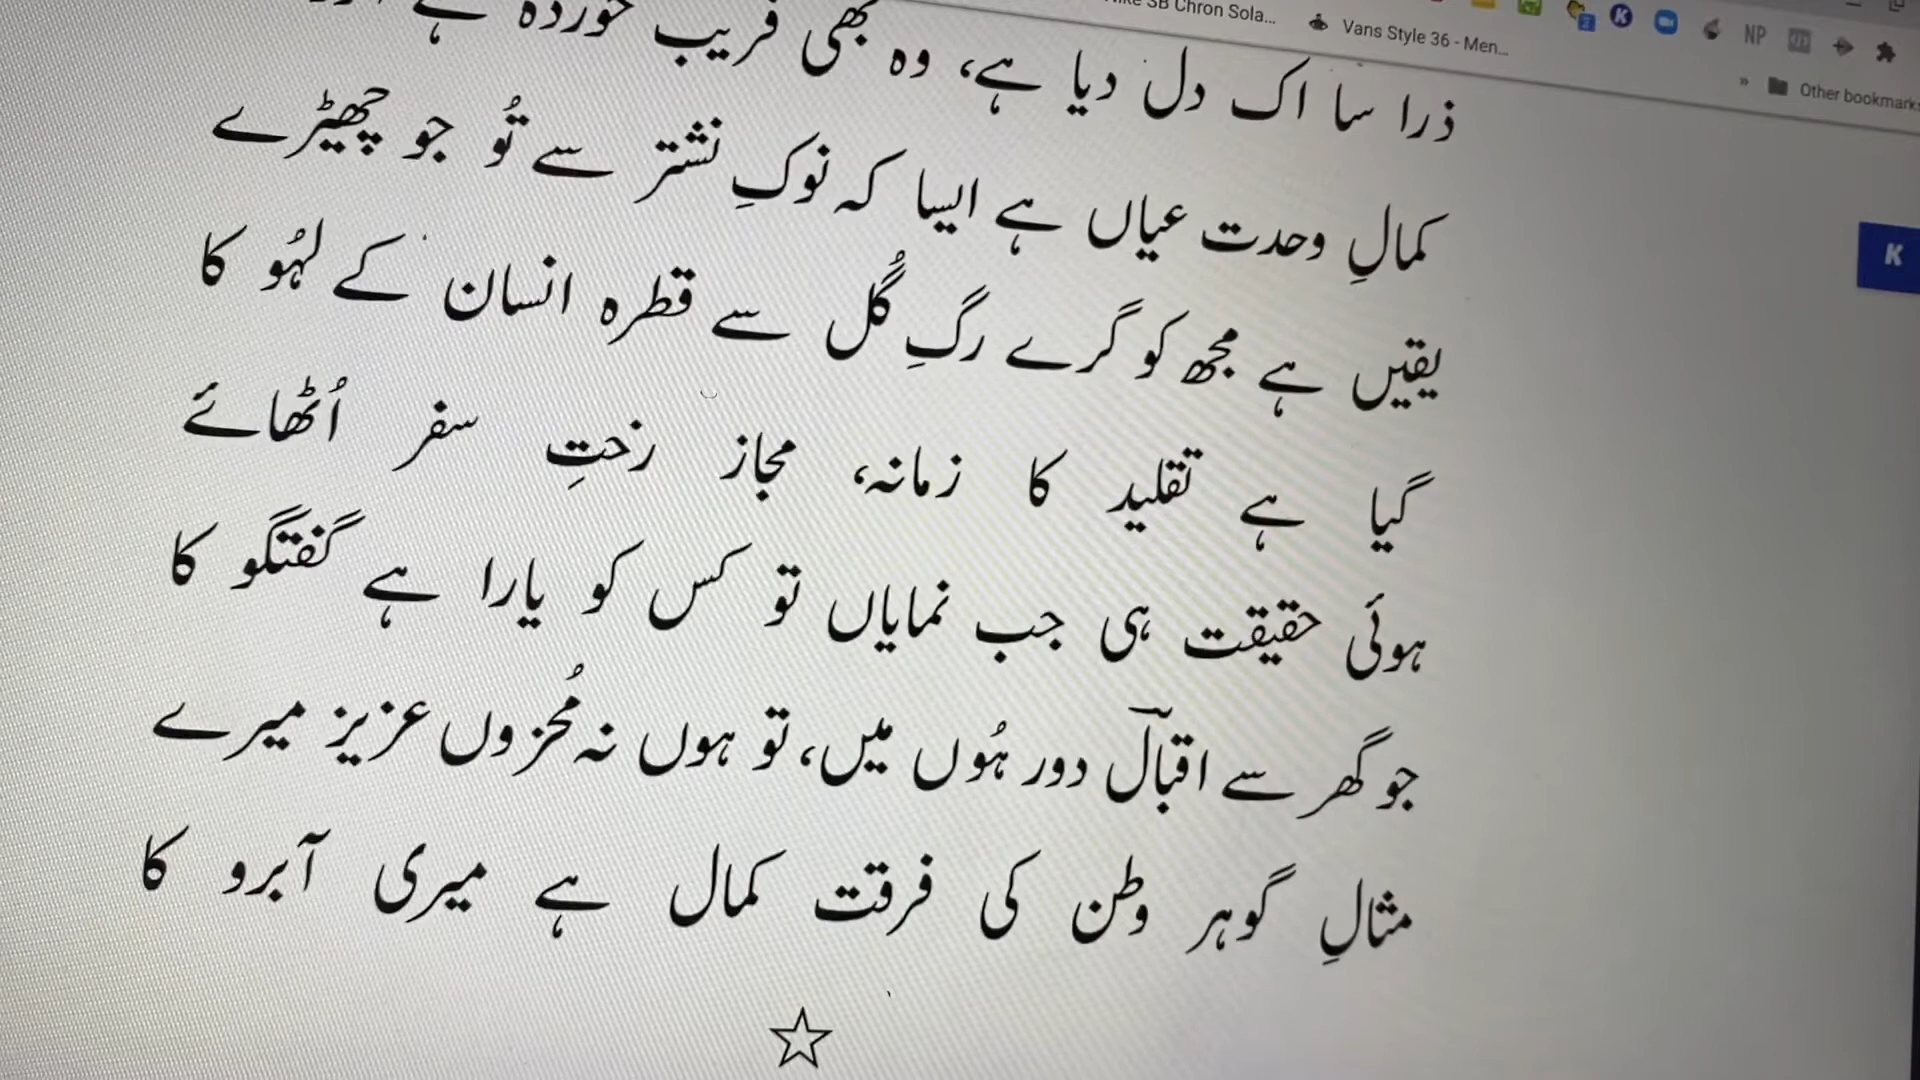 SB Chron Sola...
Vans Style 36 - Men...
NP
Other bookmark
K
ذرا سا اک دل دیا ہے، وہ بھی فریب خوردہ ہے
کمالِ وحدت عیاں ہے ایسا کہ نوکِ نشتر سے تُو جو چھیڑے
یقیں ہے مجھ کو گرے رگِ گُل سے قطرہ انسان کے لہُو کا
گیا ہے تقلید کا زمانہ، مجاز رختِ سفر اُٹھائے
ہوئی حقیقت ہی جب نمایاں تو کس کو یارا ہے گفتگو کا
جو گھر سے اقبالؔ دور ہُوں میں، تو ہوں نہ مُحزوں عزیز میرے
مثالِ گوہر وطن کی فرقت کمال ہے میری آبرو کا